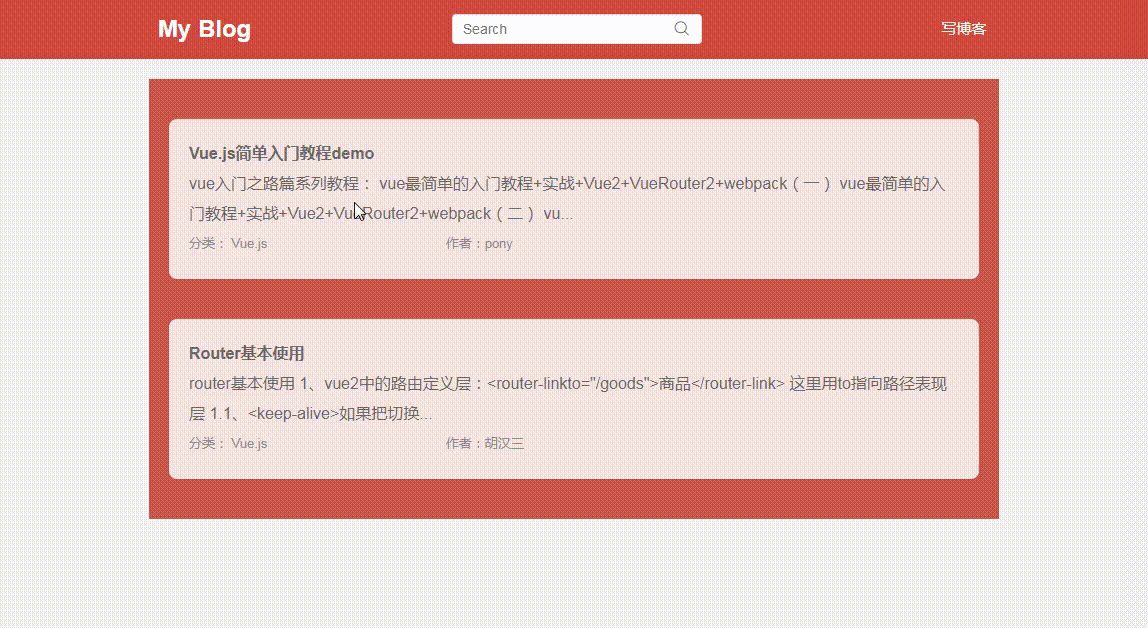 My Blog
Search
写博客
Vue.js简单入门教程demo
vue入门之路篇系列教程： vue最简单的入门教程+实战+Vue2+VueRouter2+webpack（一） vue最简单的入
门教程+实战+Vue2+VueRouter2+webpack（二） vu...
分类： Vue.js 作者：pony
Router基本使用
router基本使用 1、vue2中的路由定义层：<router-linkto="/goods">商品</router-link> 这里用to指向路径表现
层 1.1、<keep-alive>如果把切换...
分类： Vue.js 作者：胡汉三